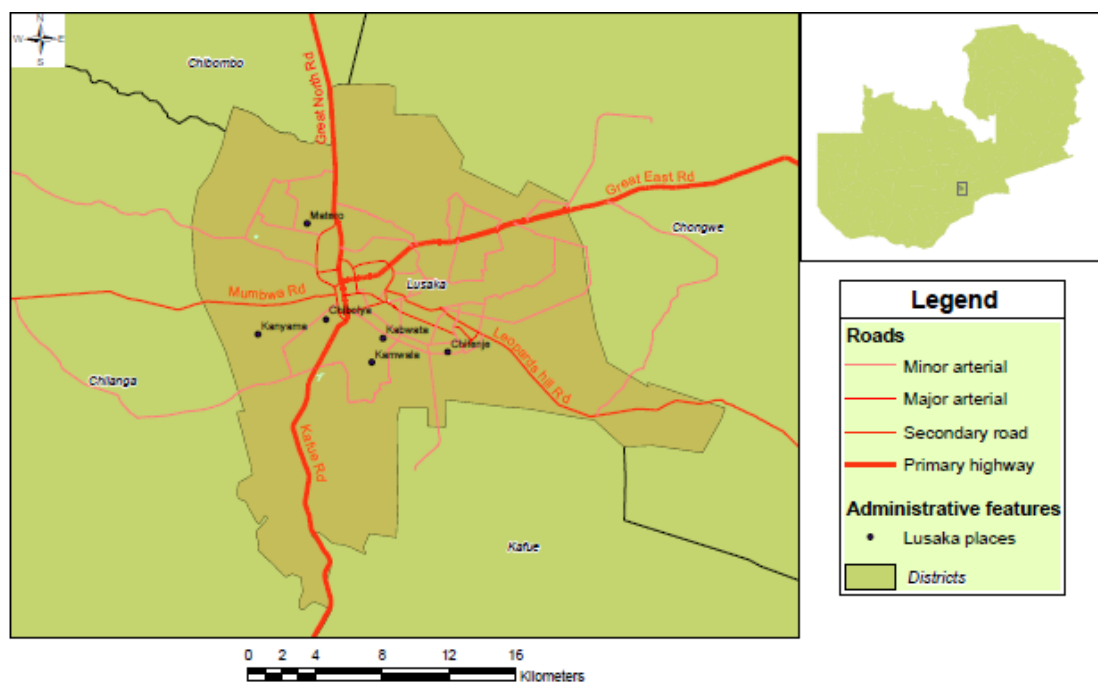 N
W E
S
Chibombo
Great North Rd
Great East Rd
Matero
Chongwe
Lusaka
Mumbwa Rd
Chibolya
Kanyama
Kabwata
Chilenje
Kamwala
Leopards hill Rd
Chilanga
Kafue Rd
Kafue
0 2 4 8 12 16
Kilometers
Legend
Roads
Minor arterial
Major arterial
Secondary road
Primary highway
Administrative features
Lusaka places
Districts